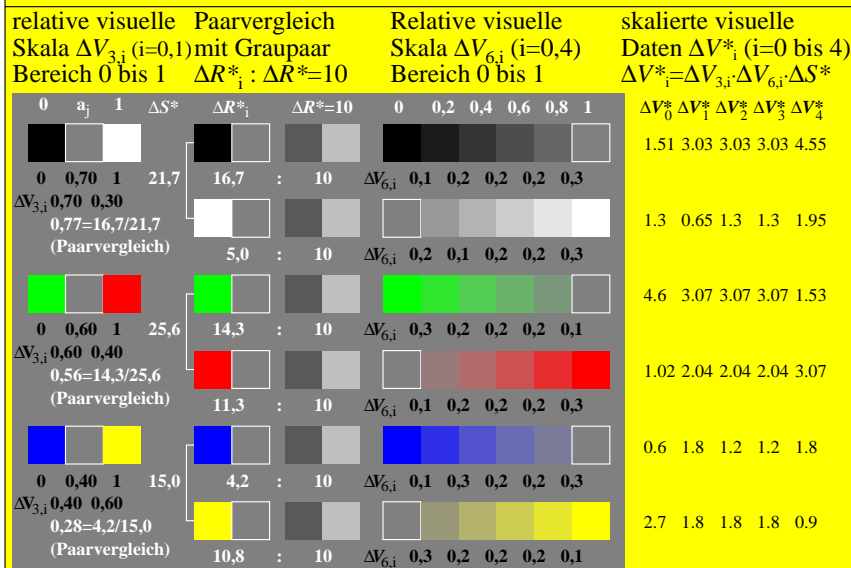 relative visuelle Paarvergleich Relative visuelle skalierte visuelle
Skala ΔV3,i (i=0,1) mit Graupaar Skala ΔV6,i (i=0,4) Daten ΔV*i (i=0 bis 4)
Bereich 0 bis 1 ΔR*i : ΔR*=10 Bereich 0 bis 1 ΔV*i=ΔV3,i·ΔV6,i·ΔS*
0 aj 1 ΔS* ΔR*i ΔR*=10 0 0,2 0,4 0,6 0,8 1 ΔV*0 ΔV*1 ΔV*2 ΔV*3 ΔV*4
1.51 3.03 3.03 3.03 4.55
0 0,70 1 21,7 16,7 : 10 ΔV6,i 0,1 0,2 0,2 0,2 0,3
ΔV3,i 0,70 0,30
0,77=16,7/21,7 1.3 0.65 1.3 1.3 1.95
(Paarvergleich)
5,0 : 10 ΔV6,i 0,2 0,1 0,2 0,2 0,3
4.6 3.07 3.07 3.07 1.53
0 0,60 1 25,6 14,3 : 10 ΔV6,i 0,3 0,2 0,2 0,2 0,1
ΔV3,i 0,60 0,40
0,56=14,3/25,6 1.02 2.04 2.04 2.04 3.07
(Paarvergleich)
11,3 : 10 ΔV6,i 0,1 0,2 0,2 0,2 0,3
0.6 1.8 1.2 1.2 1.8
0 0,40 1 15,0 4,2 : 10 ΔV6,i 0,1 0,3 0,2 0,2 0,3
ΔV3,i 0,40 0,60
0,28=4,2/15,0 2.7 1.8 1.8 1.8 0.9
(Paarvergleich)
10,8 : 10 ΔV6,i 0,3 0,2 0,2 0,2 0,1